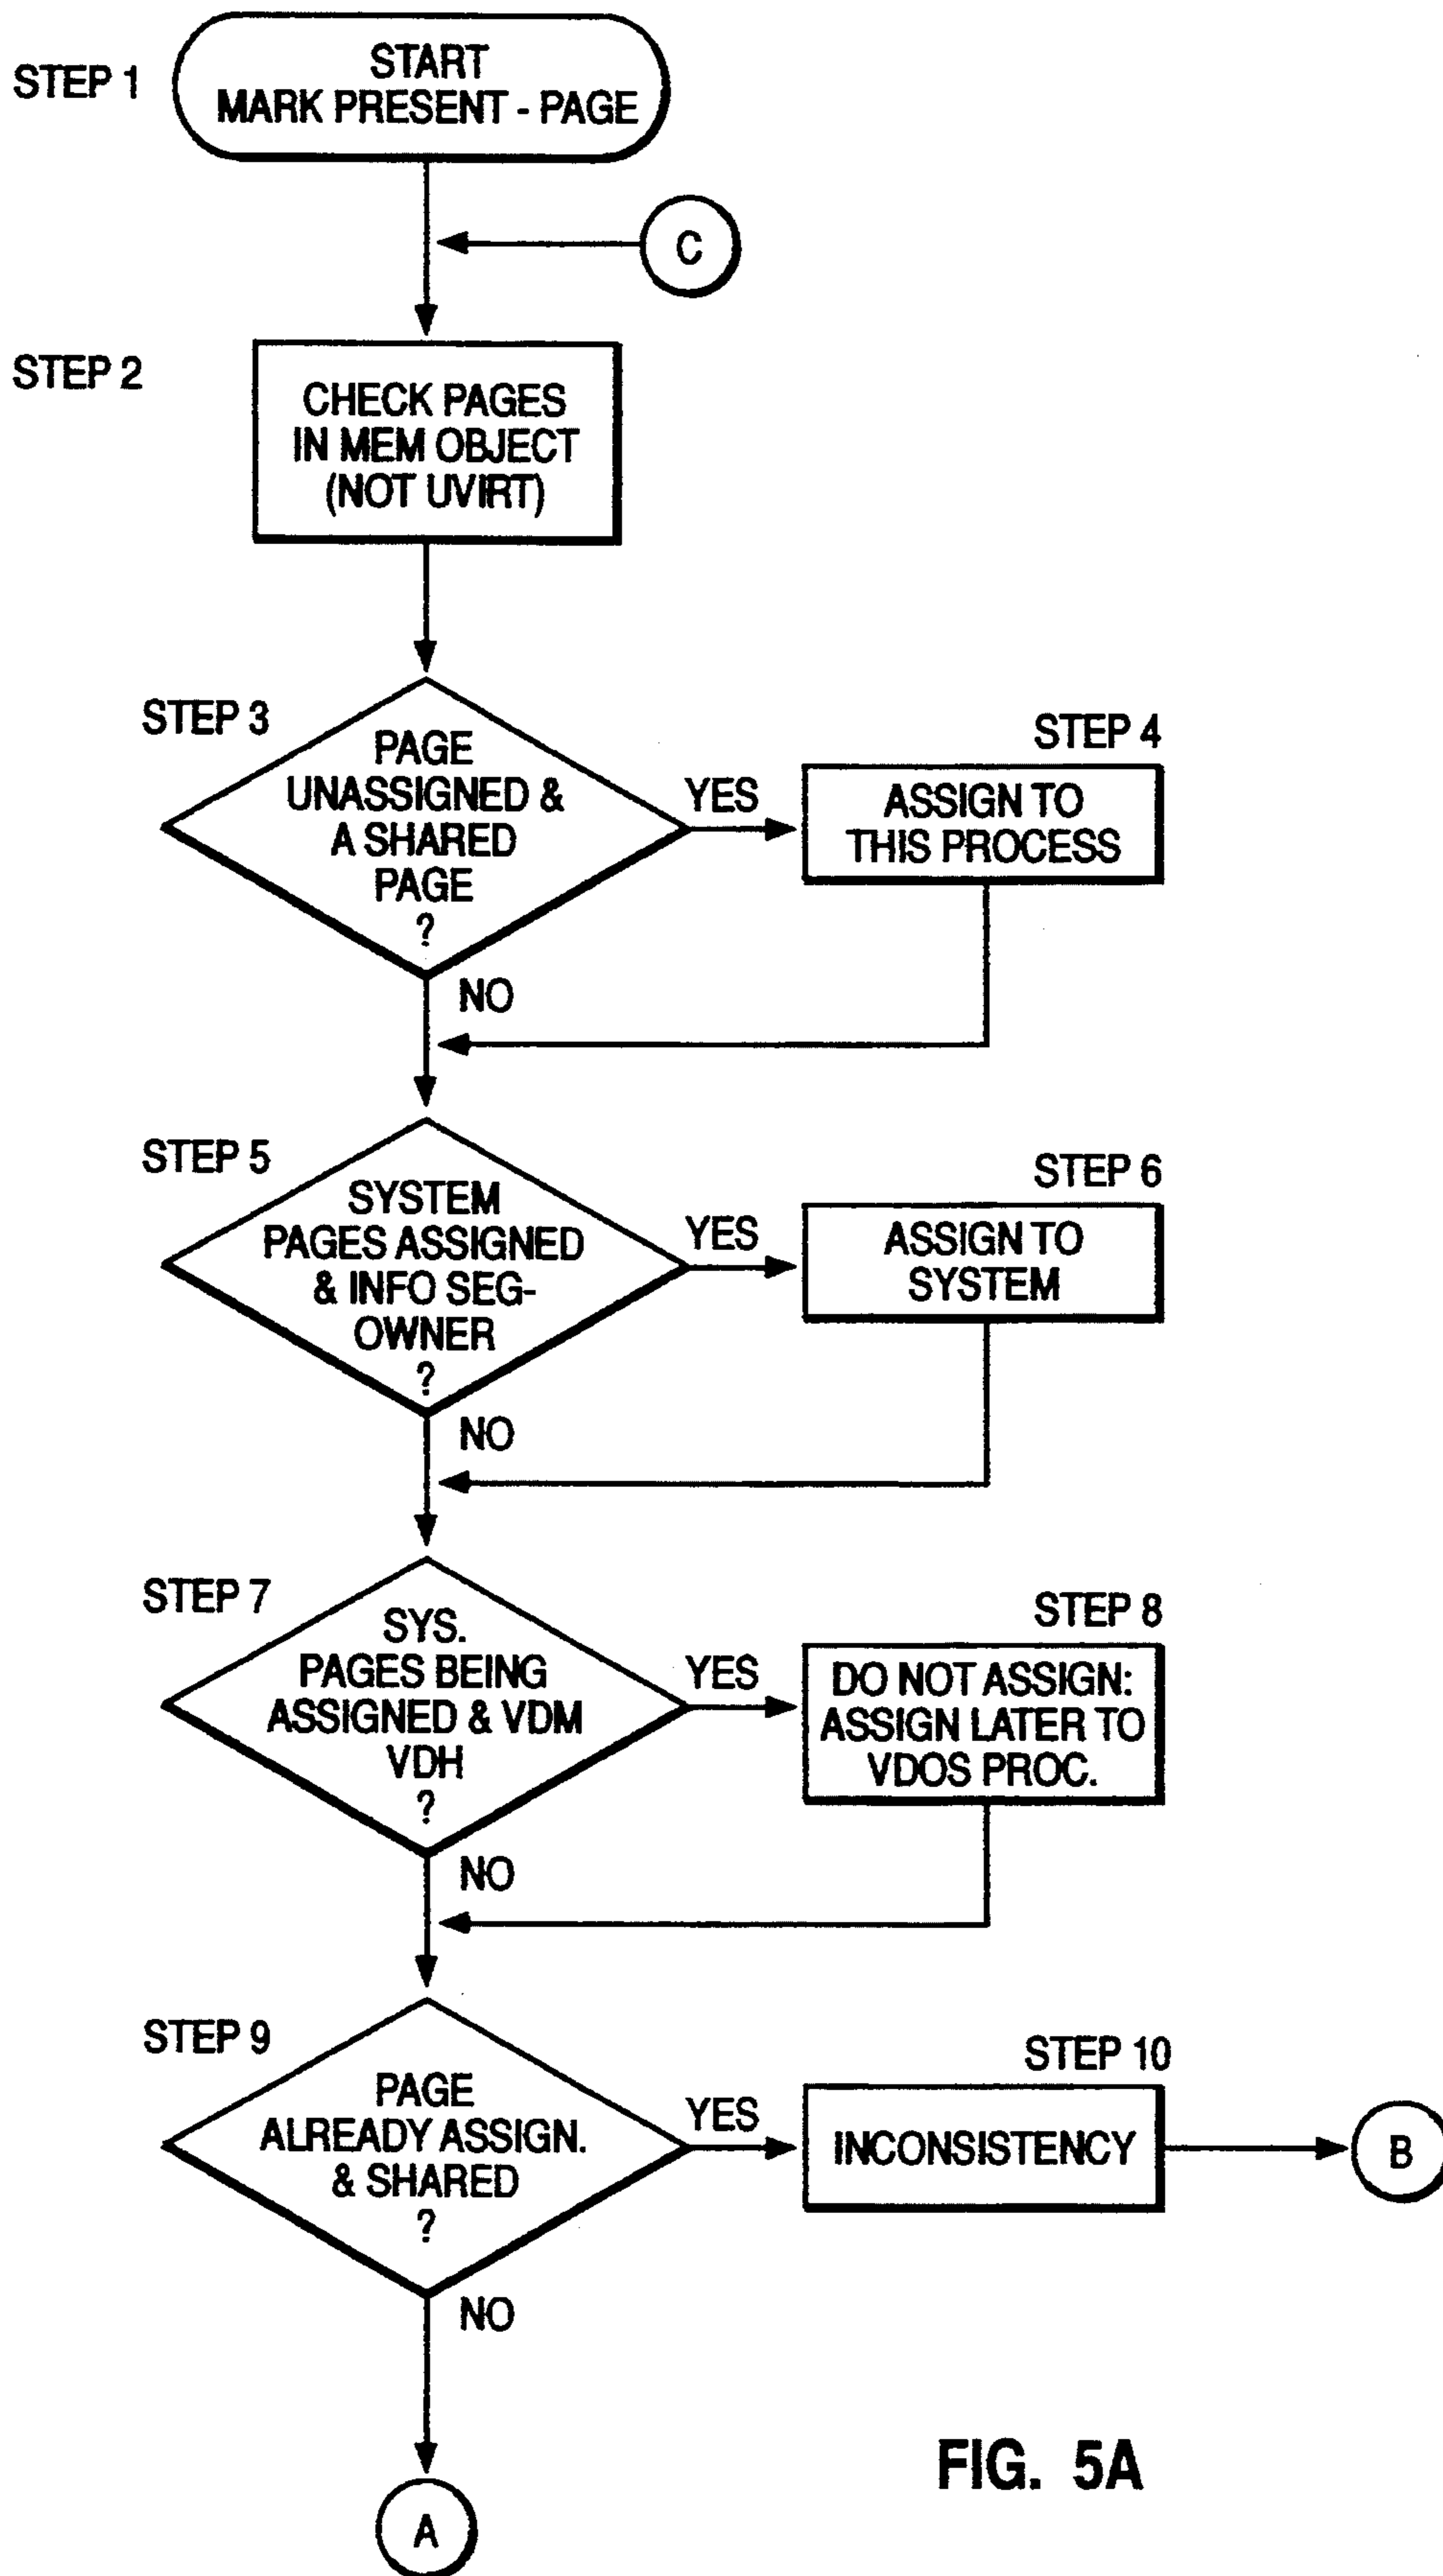 STEP 1
START
MARK PRESENT - PAGE
C
STEP 2
CHECK PAGES
IN MEM OBJECT
(NOT UVIRT)
STEP 3
PAGE
UNASSIGNED &
A SHARED
PAGE
?
YES
STEP 4
ASSIGN TO
THIS PROCESS
NO
STEP 5
SYSTEM
PAGES ASSIGNED
& INFO SEG-
OWNER
?
YES
STEP 6
ASSIGN TO
SYSTEM
NO
STEP 7
SYS.
PAGES BEING
ASSIGNED & VDM
VDH
?
YES
STEP 8
DO NOT ASSIGN:
ASSIGN LATER TO
VDOS PROC.
NO
STEP 9
PAGE
ALREADY ASSIGN.
& SHARED
?
YES
STEP 10
INCONSISTENCY
B
NO
A
FIG. 5A